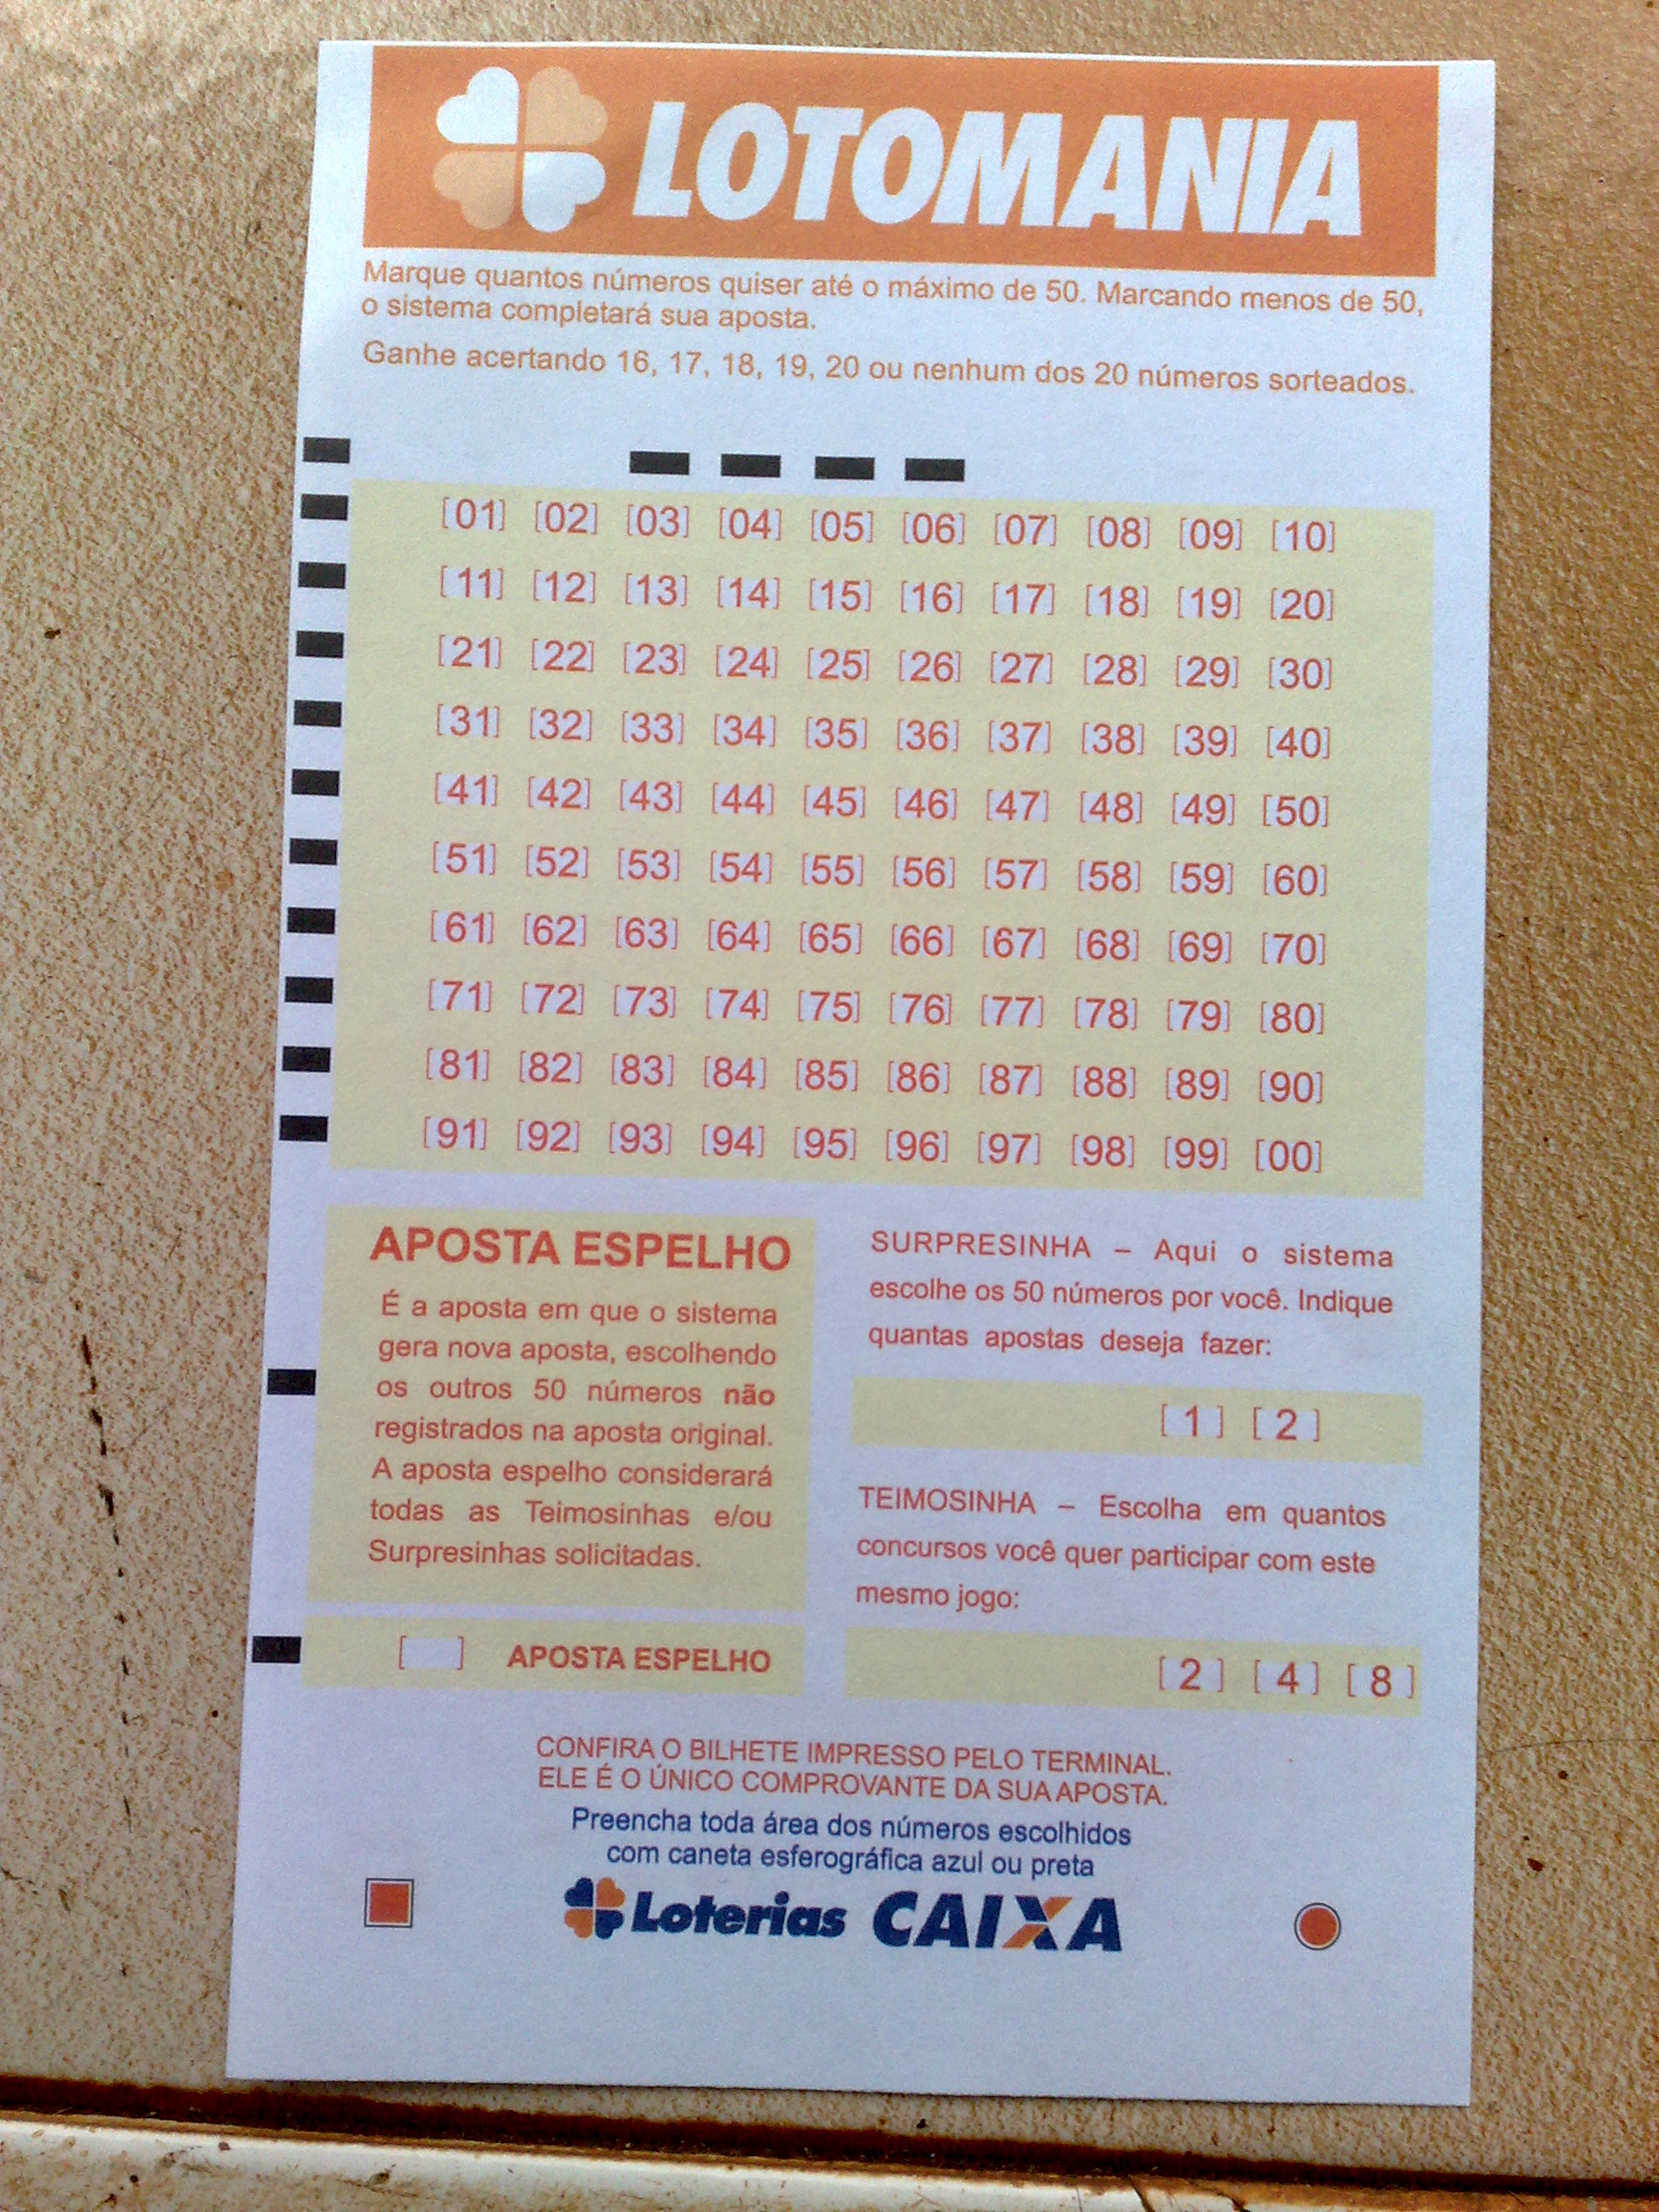 LOTOMANIA
Marque quantos números quiser até o máximo de 50. Marcando menos de 50,
o sistema completará sua aposta.
Ganhe acertando 16, 17, 18, 19, 20 ou nenhum dos 20 números sorteados.
[01] [02] [03] [04] [05] [06] [07] [08] [09] [10]
[11] [12] [13] [14] [15] [16] [17] [18] [19] [20]
[21] [22] [23] [24] [25] [26] [27] [28] [29] [30]
[31] [32] [33] [34] [35] [36] [37] [38] [39] [40]
[41] [42] [43] [44] [45] [46] [47] [48] [49] [50]
[51] [52] [53] [54] [55] [56] [57] [58] [59] [60]
[61] [62] [63] [64] [65] [66] [67] [68] [69] [70]
[71] [72] [73] [74] [75] [76] [77] [78] [79] [80]
[81] [82] [83] [84] [85] [86] [87] [88] [89] [90]
[91] [92] [93] [94] [95] [96] [97] [98] [99] [00]
APOSTA ESPELHO
É a aposta em que o sistema
gera nova aposta, escolhendo
os outros 50 números não
registrados na aposta original.
A aposta espelho considerará
todas as Teimosinhas e/ou
Surpresinhas solicitadas.
[ ] APOSTA ESPELHO
SURPRESINHA – Aqui o sistema
escolhe os 50 números por você. Indique
quantas apostas deseja fazer:
[1] [2]
TEIMOSINHA – Escolha em quantos
concursos você quer participar com este
mesmo jogo:
[2] [4] [8]
CONFIRA O BILHETE IMPRESSO PELO TERMINAL.
ELE É O ÚNICO COMPROVANTE DA SUA APOSTA.
Preencha toda área dos números escolhidos
com caneta esferográfica azul ou preta
Loterias CAIXA